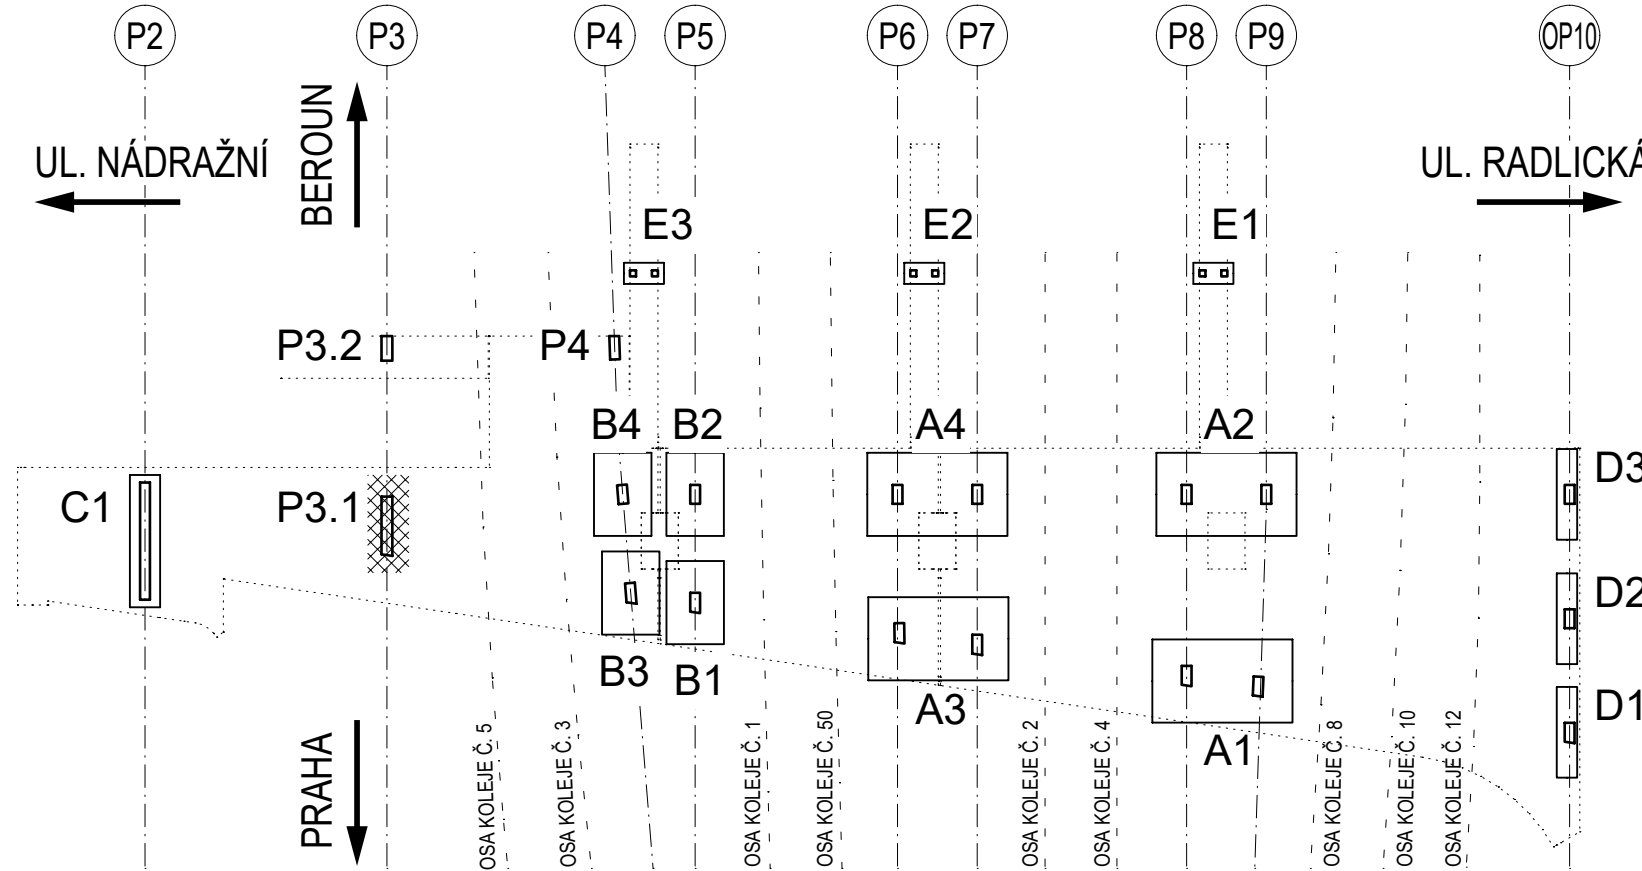 P2 P3 P4 P5 P6 P7 P8 P9 OP10
BEROUN
UL. NÁDRAŽNÍ
UL. RADLICKÁ
E3 E2 E1
P3.2 P4
B4 B2 A4 A2
C1 P3.1 D3
D2
B3 B1 A3 D1
A1
PRAHA
OSA KOLEJE Č. 5
OSA KOLEJE Č. 3
OSA KOLEJE Č. 1
OSA KOLEJE Č. 50
OSA KOLEJE Č. 2
OSA KOLEJE Č. 4
OSA KOLEJE Č. 8
OSA KOLEJE Č. 10
OSA KOLEJE Č. 12